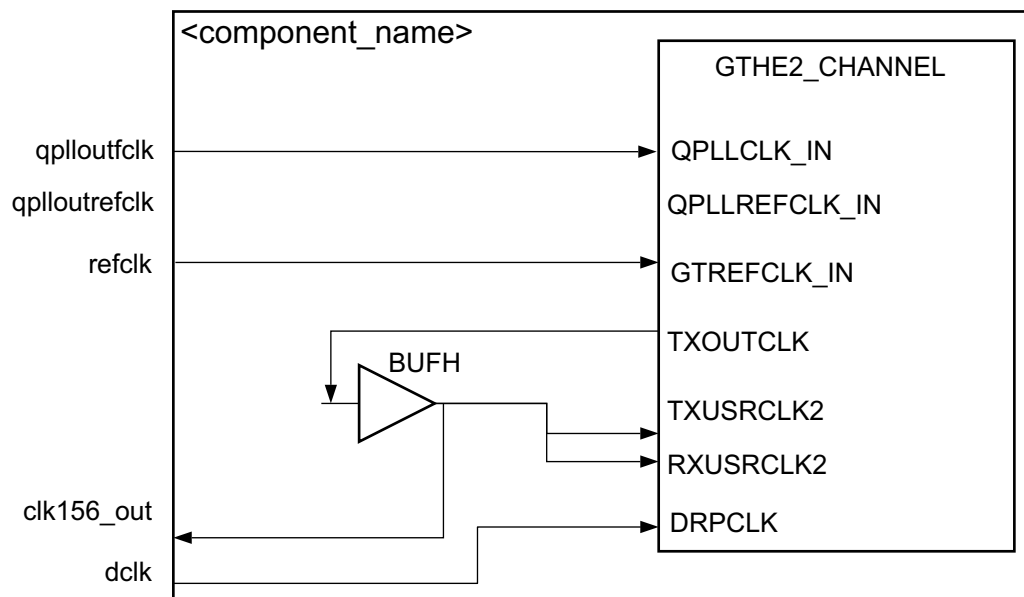 <component_name>
GTHE2_CHANNEL
qplloutfclk
QPLLCLK_IN
qplloutrefclk
QPLLREFCLK_IN
refclk
GTREFCLK_IN
TXOUTCLK
BUFH
TXUSRCLK2
RXUSRCLK2
clk156_out
DRPCLK
dclk